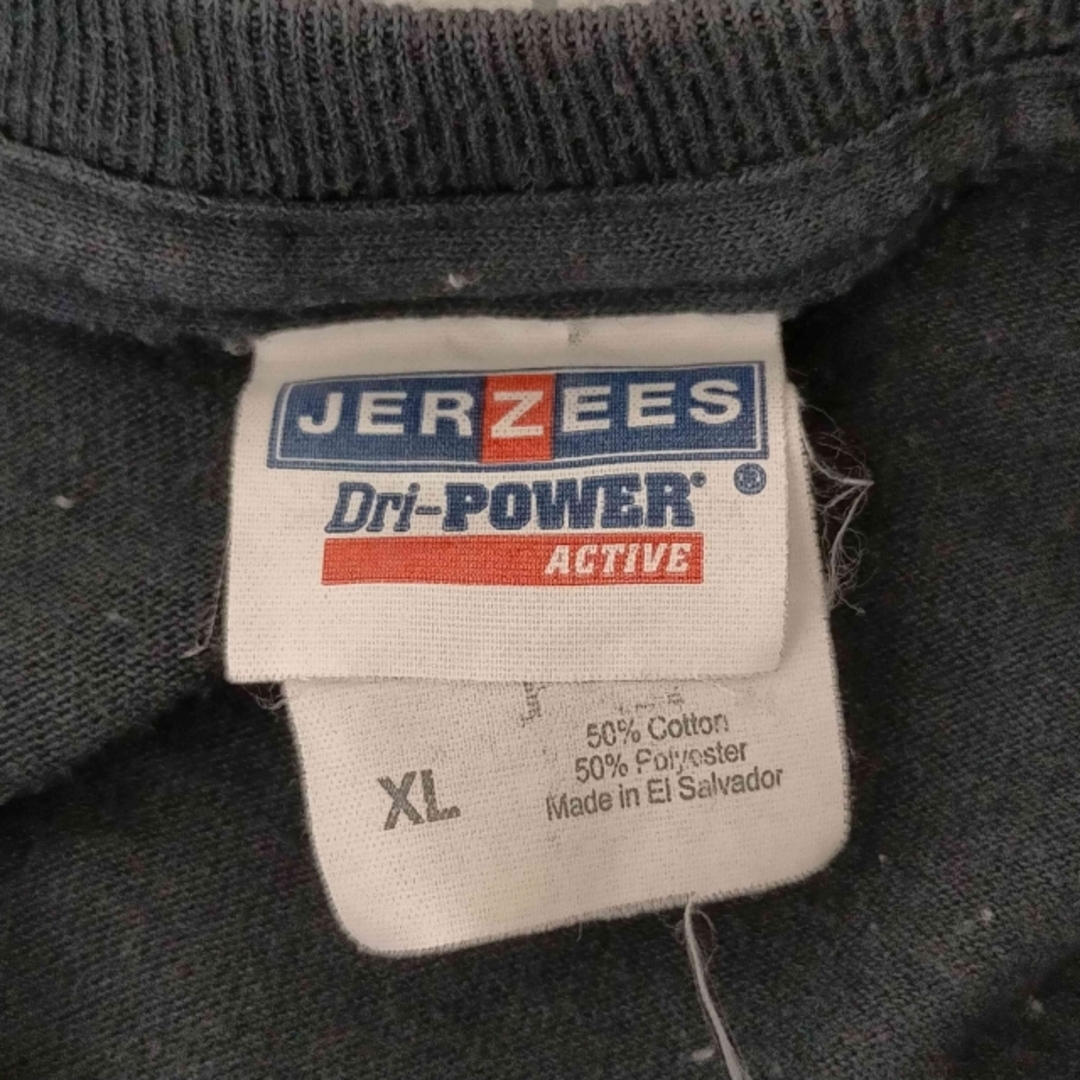 JERZEES
®
Dri-POWER®
ACTIVE
50% Cotton
50% Polyester
XL
Made in El Salvador